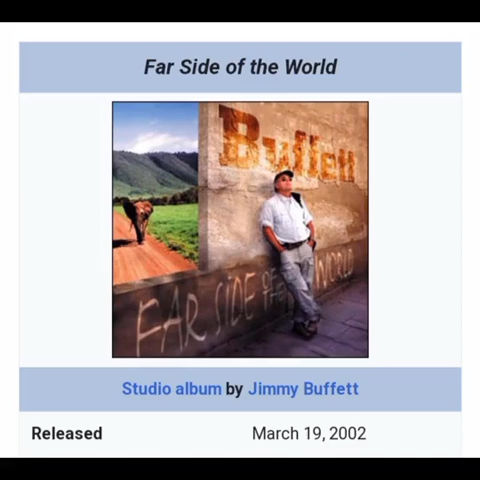 Far Side of the World
Buffett
FAR SIDE OF THE WORLD
Studio album by Jimmy Buffett
Released March 19, 2002